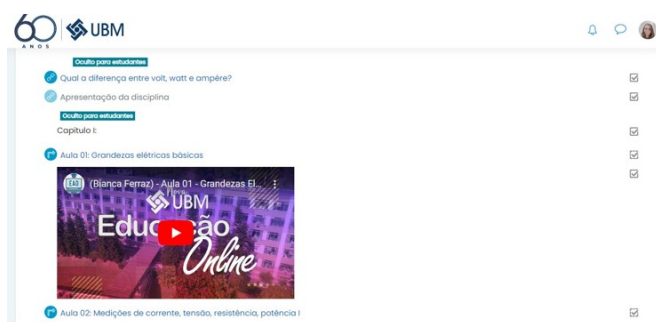 60 UBM
ANOS
Oculto para estudantes
Qual a diferença entre volt, watt e ampére?
Apresentação da disciplina
Oculto para estudantes
Capítulo I:
Aula 01: Grandezas elétricas básicas
EAD (Bianca Ferraz) - Aula 01 - Grandezas El...
UBM
Educação
Online
Aula 02: Medições de corrente, tensão, resistência, potência I